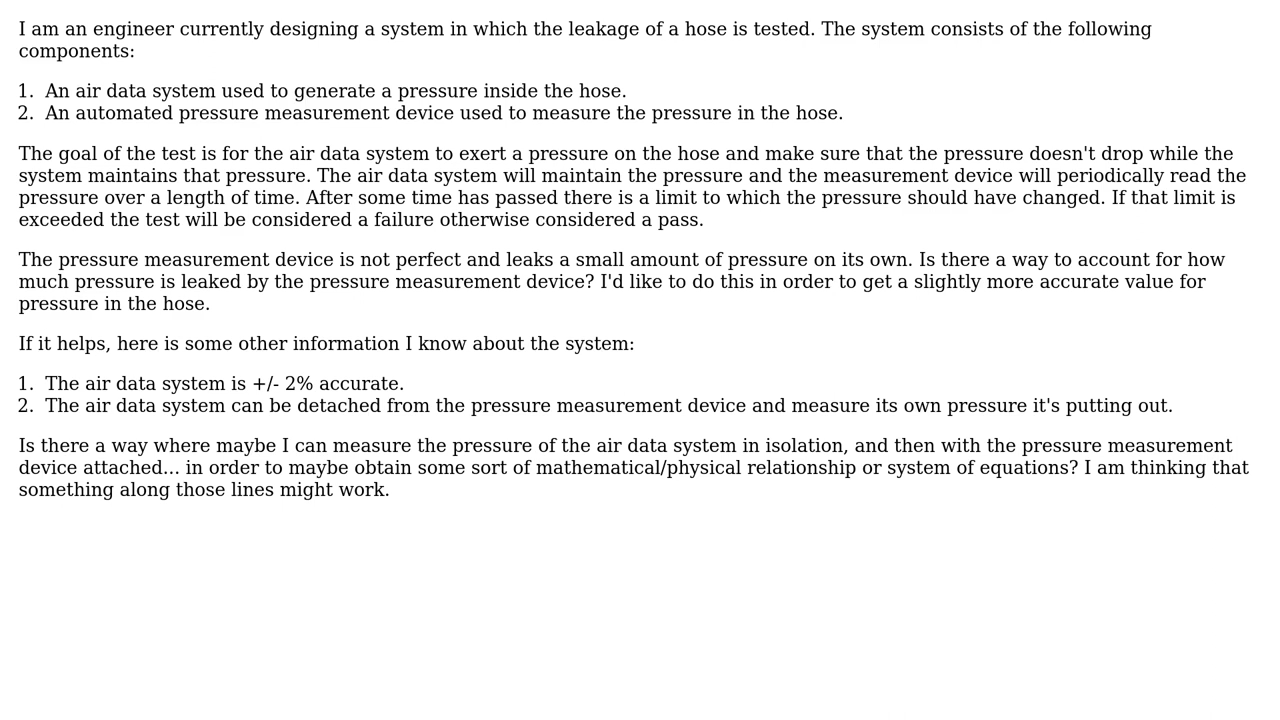 I am an engineer currently designing a system in which the leakage of a hose is tested. The system consists of the following
components:
1. An air data system used to generate a pressure inside the hose.
2. An automated pressure measurement device used to measure the pressure in the hose.
The goal of the test is for the air data system to exert a pressure on the hose and make sure that the pressure doesn't drop while the
system maintains that pressure. The air data system will maintain the pressure and the measurement device will periodically read the
pressure over a length of time. After some time has passed there is a limit to which the pressure should have changed. If that limit is
exceeded the test will be considered a failure otherwise considered a pass.
The pressure measurement device is not perfect and leaks a small amount of pressure on its own. Is there a way to account for how
much pressure is leaked by the pressure measurement device? I'd like to do this in order to get a slightly more accurate value for
pressure in the hose.
If it helps, here is some other information I know about the system:
1. The air data system is +/- 2% accurate.
2. The air data system can be detached from the pressure measurement device and measure its own pressure it's putting out.
Is there a way where maybe I can measure the pressure of the air data system in isolation, and then with the pressure measurement
device attached... in order to maybe obtain some sort of mathematical/physical relationship or system of equations? I am thinking that
something along those lines might work.